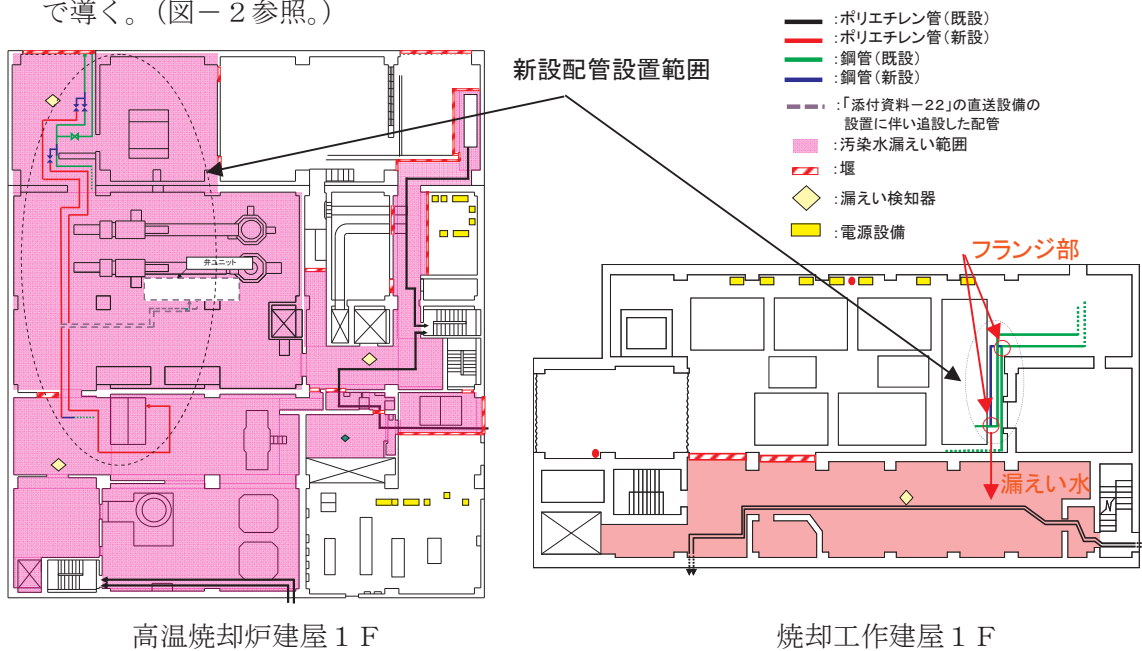 で導く。（図－２参照。）
:ポリエチレン管(既設)
:ポリエチレン管(新設)
:鋼管(既設)
:鋼管(新設)
:「添付資料－22」の直送設備の
設置に伴い追設した配管
:汚染水漏えい範囲
:堰
:漏えい検知器
:電源設備
新設配管設置範囲
弁ユニット
フランジ部
漏えい水
高温焼却炉建屋１Ｆ
焼却工作建屋１Ｆ